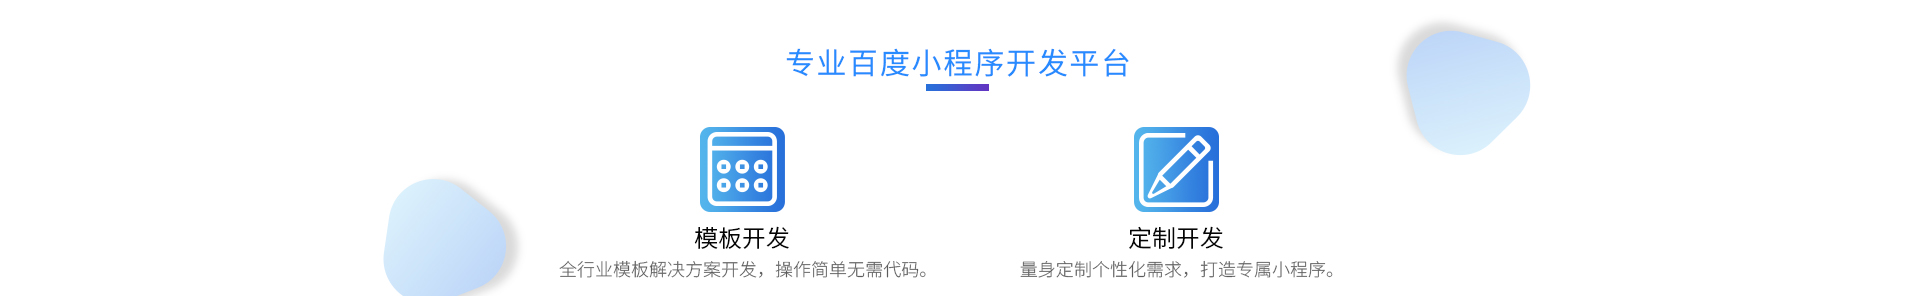 专业百度小程序开发平台
模板开发
全行业模板解决方案开发，操作简单无需代码。
定制开发
量身定制个性化需求，打造专属小程序。